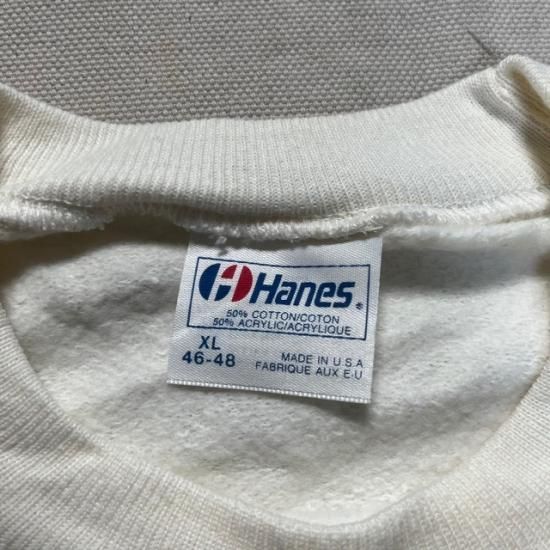 Hanes®
50% COTTON/COTON
50% ACRYLIC/ACRYLIQUE
XL
46-48
MADE IN U.S.A
FABRIQUE AUX E-U